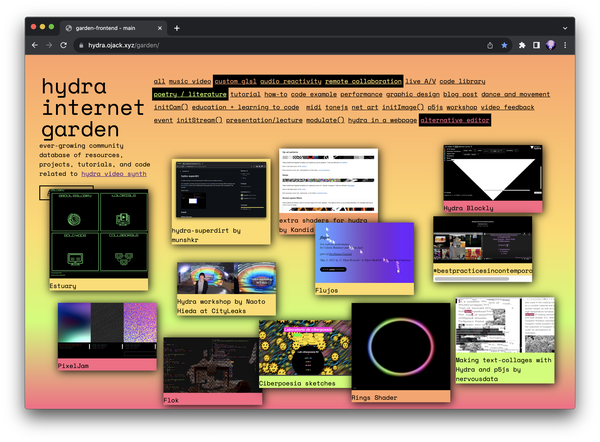 garden-frontend - main
hydra.ojack.xyz/garden/
hydra
internet
garden
ever-growing community
database of resources,
projects, tutorials, and code
related to hydra video synth
all music video custom glsl audio reactivity remote collaboration live A/V code library
poetry / literature tutorial how-to code example performance graphic design blog post dance and movement
initCam() education + learning to code midi tonejs net art initImage() p5js workshop video feedback
event initStream() presentation/lecture modulate() hydra in a webpage alternative editor
Estuary
hydra-superdirt by
munshkr
extra shaders for hydra
by Kandid
Hydra Blockly
Flujos
#bestpracticesincontempora
Hydra workshop by Naoto
Hieda at CityLeaks
PixelJam
Flok
Ciberpoesia sketches
Rings Shader
Making text-collages with
Hydra and p5js by
nervousdata